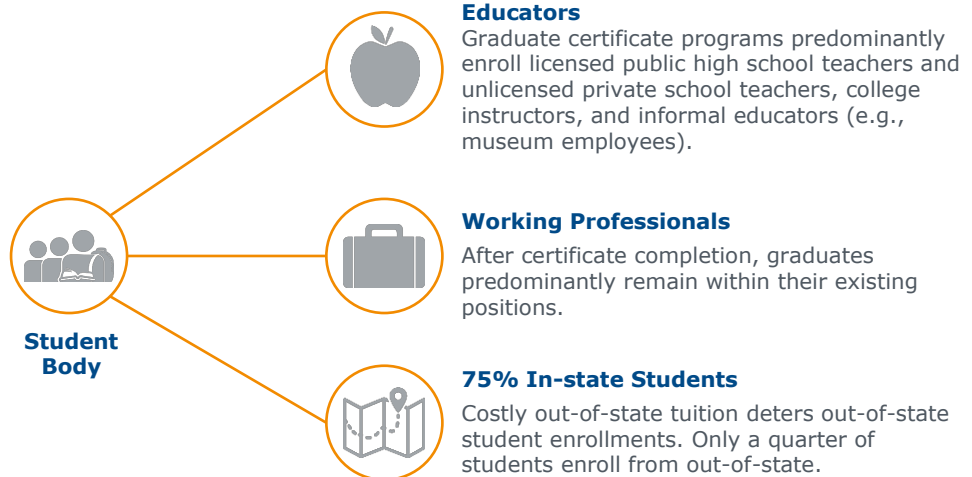 Educators
Graduate certificate programs predominantly
enroll licensed public high school teachers and
unlicensed private school teachers, college
instructors, and informal educators (e.g.,
museum employees).
Student
Body
Working Professionals
After certificate completion, graduates
predominantly remain within their existing
positions.
75% In-state Students
Costly out-of-state tuition deters out-of-state
student enrollments. Only a quarter of
students enroll from out-of-state.